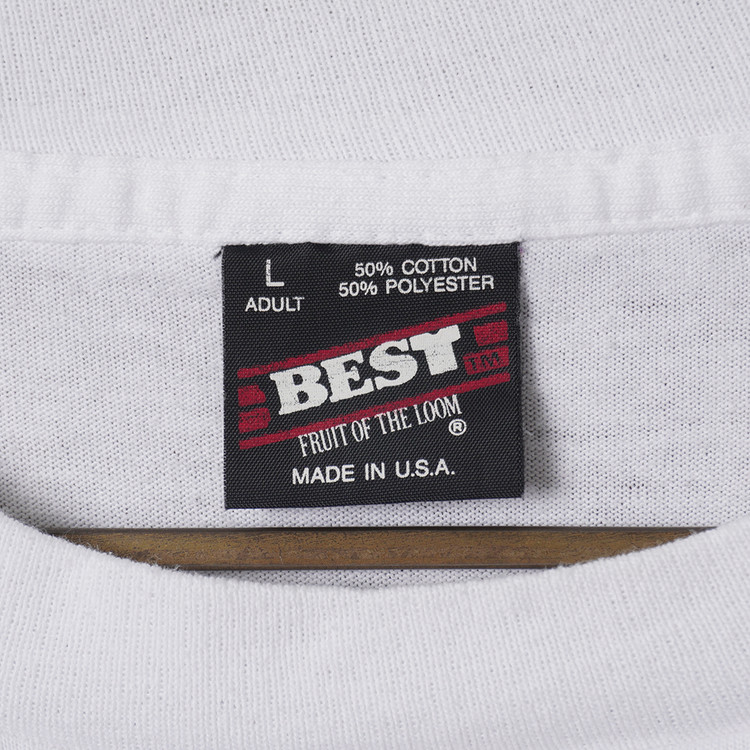 L
ADULT
50% COTTON
50% POLYESTER
BEST
TM
FRUIT OF THE LOOM
®
MADE IN U.S.A.